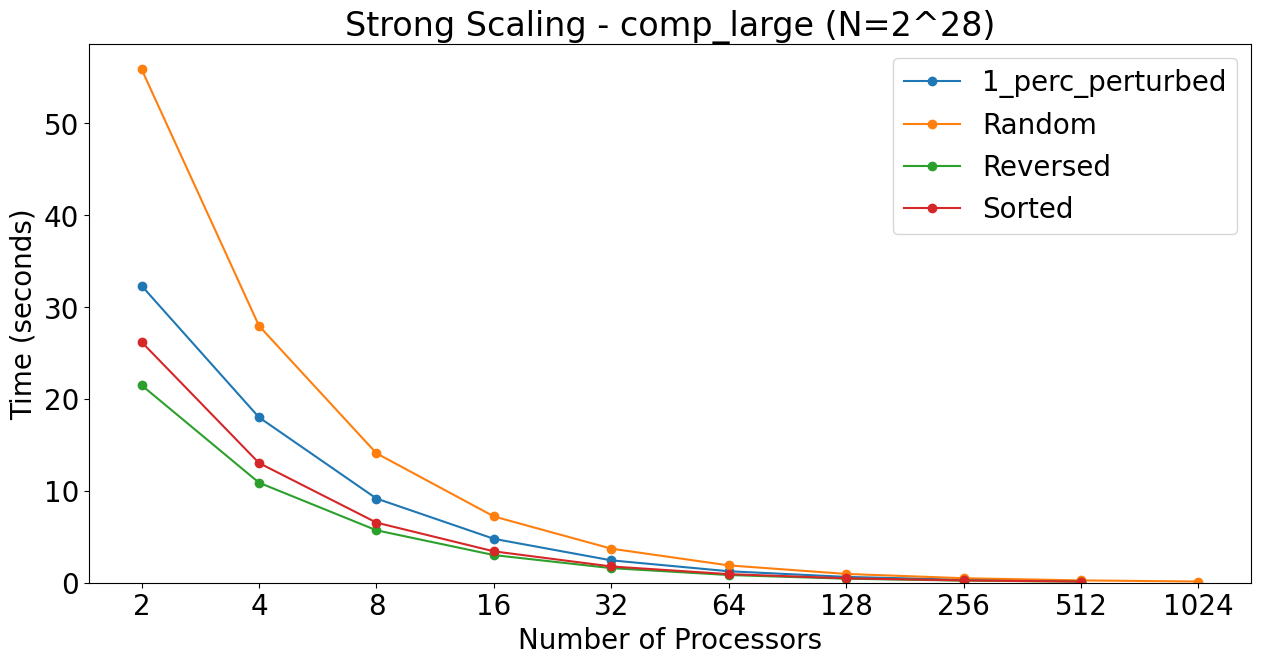 Strong Scaling - comp_large (N=2^28)
1_perc_perturbed
Random
Reversed
Sorted
Time (seconds)
50
40
30
20
10
0
2 4 8 16 32 64 128 256 512 1024
Number of Processors